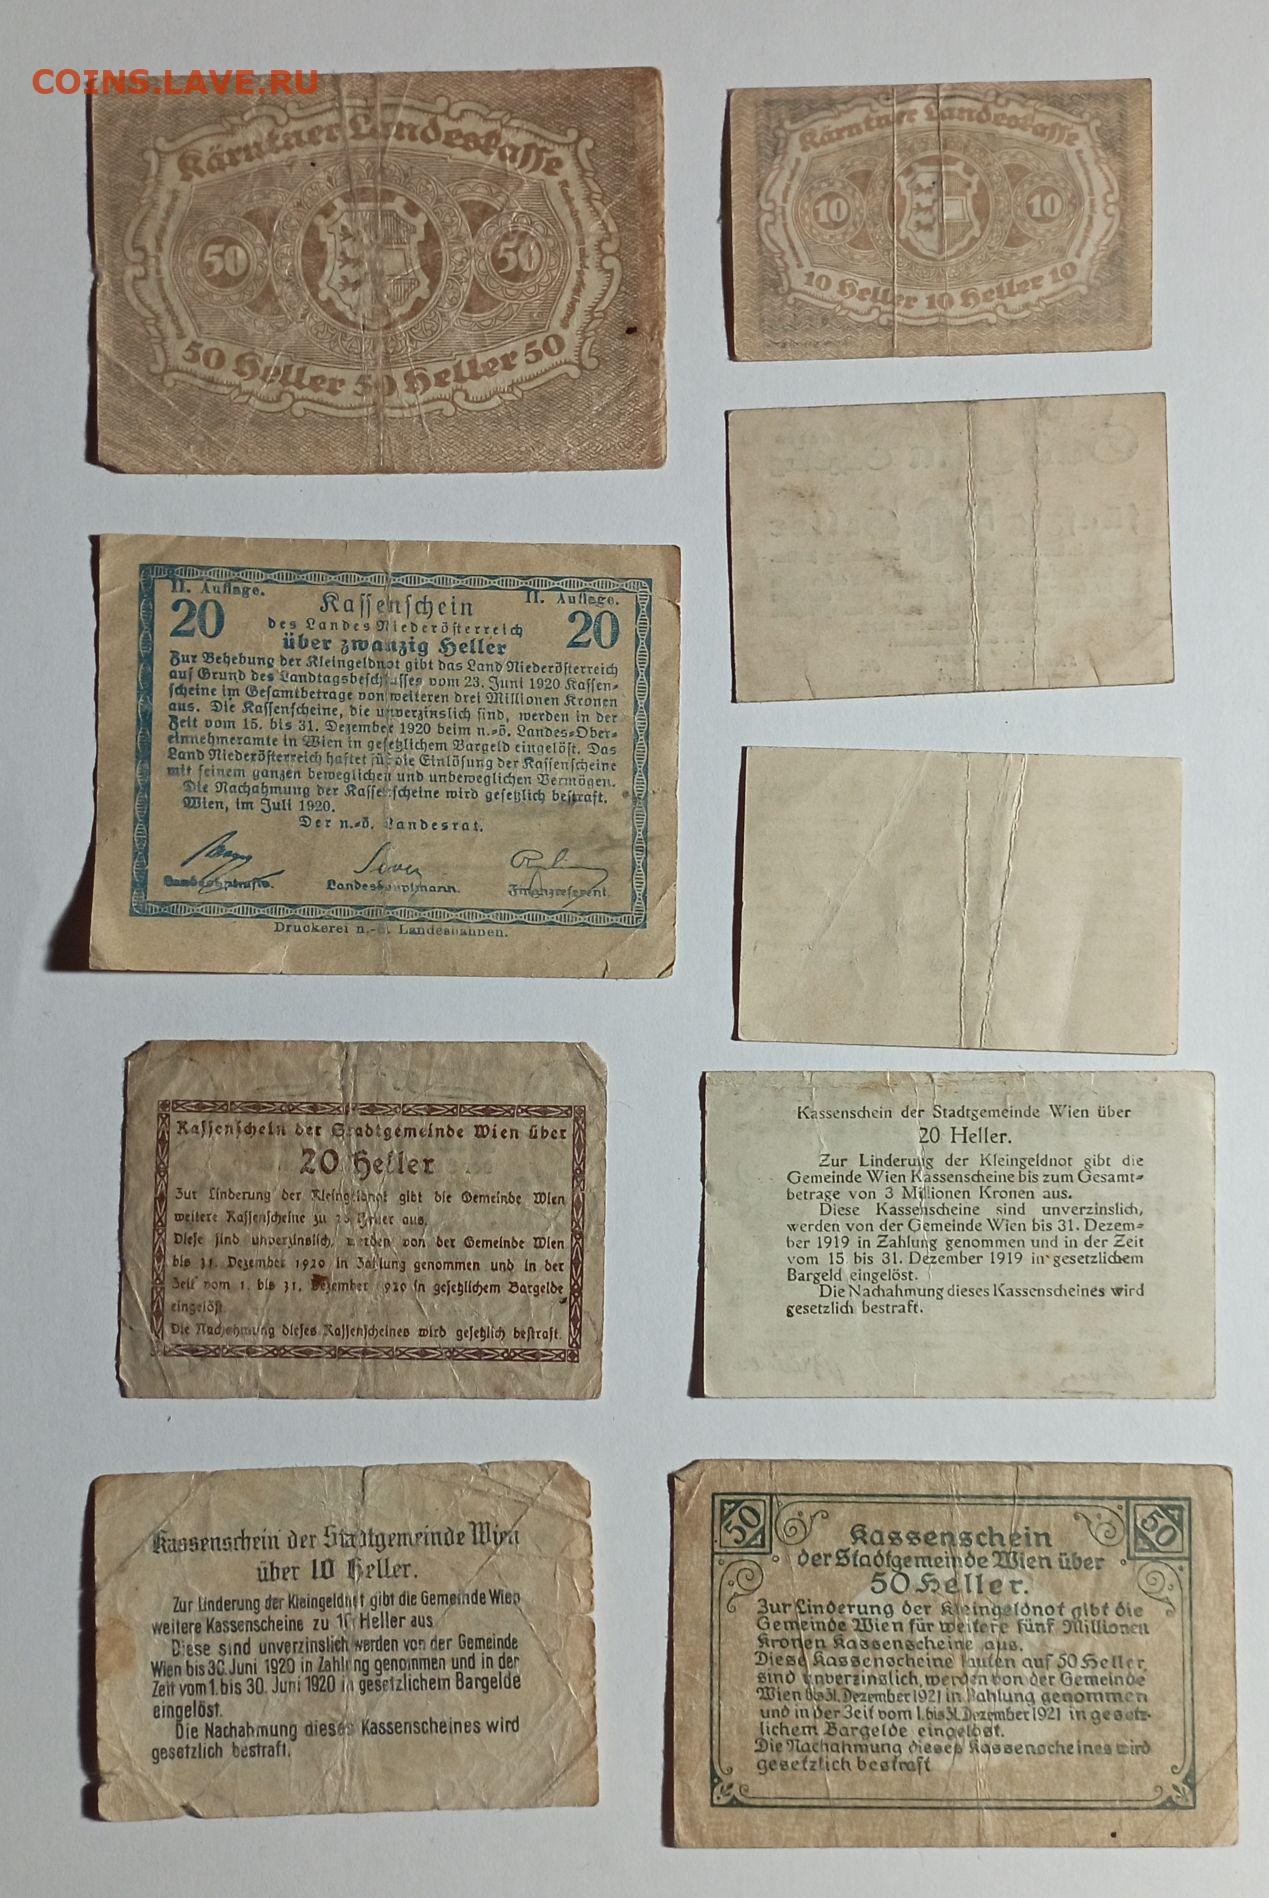 COINS.LAVE.RU
Kärntner Landeskasse
50 50
50 Heller 50 Heller 50
Kärntner Landeskasse
10 10
10 Heller 10 Heller 10
II. Auflage. II. Auflage.
20 Kassenschein 20
des Landes Niederösterreich
über zwanzig Heller
Zur Behebung der Kleingeldnot gibt das Land Niederösterreich
auf Grund des Landtagsbeschlusses vom 23. Juni 1920 Kassen-
scheine im Gesamtbetrage von weiteren drei Millionen Kronen
aus. Die Kassenscheine, die unverzinslich sind, werden in der
Zeit vom 15. bis 31. Dezember 1920 beim n.-ö. Landes-Ober-
einnehmeramte in Wien in gesetzlichem Bargeld eingelöst. Das
Land Niederösterreich haftet für die Einlösung der Kassenscheine
mit seinem ganzen beweglichen und unbeweglichen Vermögen.
Die Nachahmung der Kassenscheine wird gesetzlich bestraft.
Wien, im Juli 1920.
Der n.-ö. Landesrat.
Landeshauptmann. Finanzreferent.
Druckerei n.-ö. Landesbahnen.
Kassenschein der Stadtgemeinde Wien über
20 Heller
Zur Linderung der Kleingeldnot gibt die Gemeinde Wien
weitere Kassenscheine zu 20 Heller aus.
Diese sind unverzinslich, werden von der Gemeinde Wien
bis 31. Dezember 1920 in Zahlung genommen und in der
Zeit vom 1. bis 31. Dezember 1920 in gesetzlichem Bargelde
eingelöst.
Die Nachahmung dieses Kassenscheines wird gesetzlich bestraft.
Kassenschein der Stadtgemeinde Wien über
20 Heller.
Zur Linderung der Kleingeldnot gibt die
Gemeinde Wien Kassenscheine bis zum Gesamt-
betrage von 3 Millionen Kronen aus.
Diese Kassenscheine sind unverzinslich,
werden von der Gemeinde Wien bis 31. Dezem-
ber 1919 in Zahlung genommen und in der Zeit
vom 15. bis 31. Dezember 1919 in gesetzlichem
Bargeld eingelöst.
Die Nachahmung dieses Kassenscheines wird
gesetzlich bestraft.
Kassenschein der Stadtgemeinde Wien
über 10 Heller.
Zur Linderung der Kleingeldnot gibt die Gemeinde Wien
weitere Kassenscheine zu 10 Heller aus.
Diese sind unverzinslich werden von der Gemeinde
Wien bis 30. Juni 1920 in Zahlung genommen und in der
Zeit vom 1. bis 30. Juni 1920 in gesetzlichem Bargelde
eingelöst.
Die Nachahmung dieses Kassenscheines wird
gesetzlich bestraft.
50 50
Kassenschein
der Stadtgemeinde Wien über
50 Heller.
Zur Linderung der Kleingeldnot gibt die
Gemeinde Wien für weitere fünf Millionen
Kronen Kassenscheine aus.
Diese Kassenscheine lauten auf 50 Heller,
sind unverzinslich, werden von der Gemeinde
Wien bis 31. Dezember 1921 in Zahlung genommen
und in der Zeit vom 1. bis 31. Dezember 1921 in gesetz-
lichem Bargelde eingelöst.
Die Nachahmung dieses Kassenscheines wird
gesetzlich bestraft